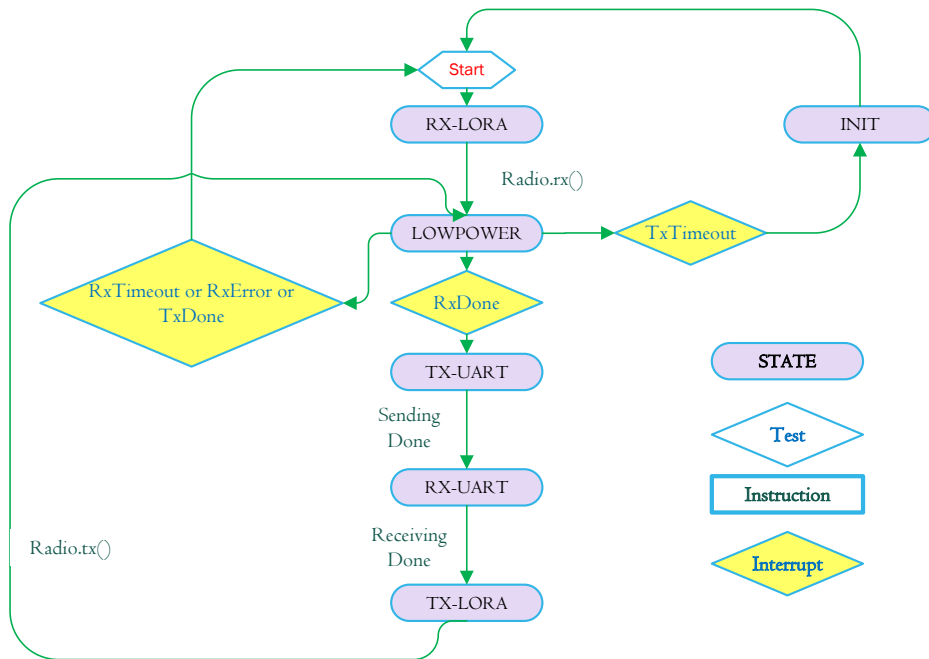 Start
RX-LORA
INIT
Radio.rx()
LOWPOWER
TxTimeout
RxTimeout or RxError or
TxDone
RxDone
TX-UART
STATE
Sending
Done
Test
RX-UART
Instruction
Receiving
Done
Radio.tx()
Interrupt
TX-LORA